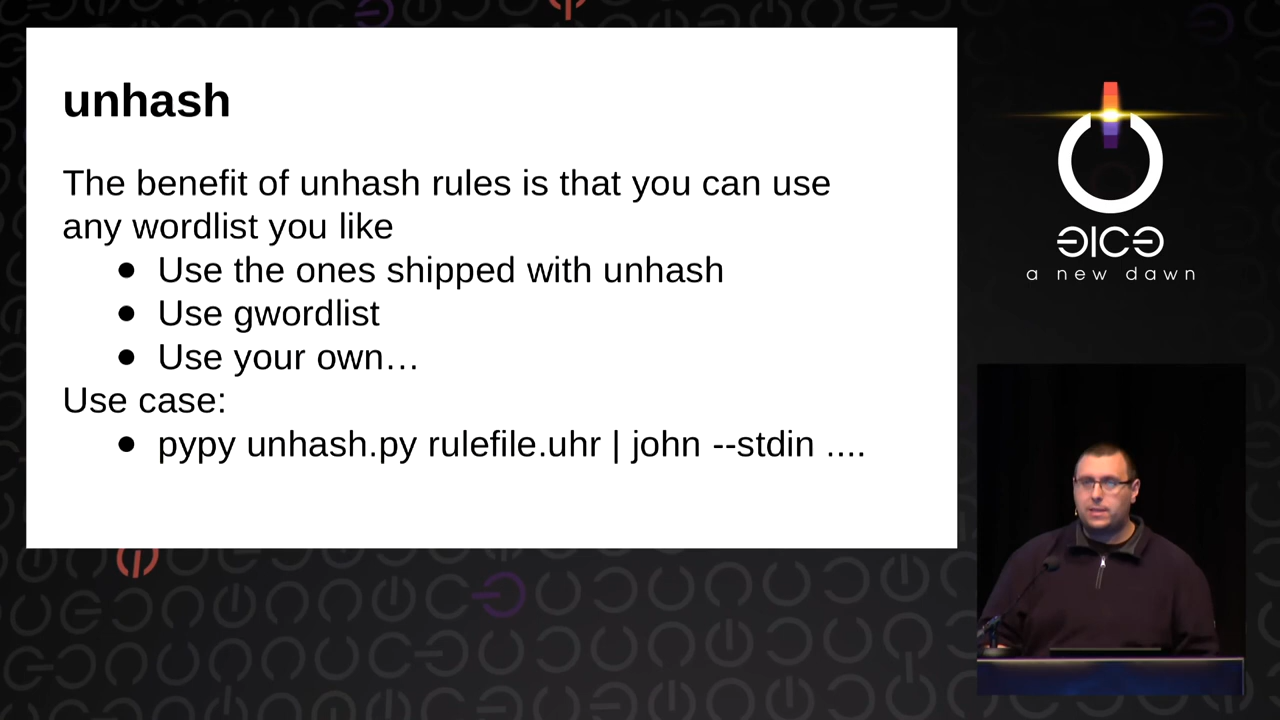 unhash
The benefit of unhash rules is that you can use
any wordlist you like
● Use the ones shipped with unhash
● Use gwordlist
● Use your own…
Use case:
● pypy unhash.py rulefile.uhr | john --stdin ....
a new dawn